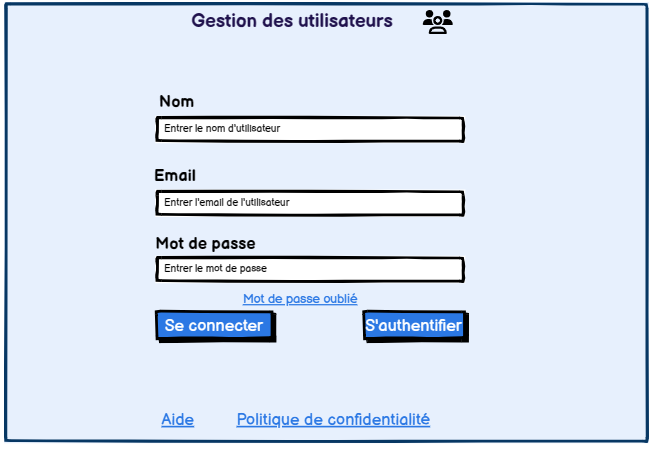 Gestion des utilisateurs
Nom
Entrer le nom d'utilisateur
Email
Entrer l'email de l'utilisateur
Mot de passe
Entrer le mot de passe
Mot de passe oublié
Se connecter S'authentifier
Aide Politique de confidentialité